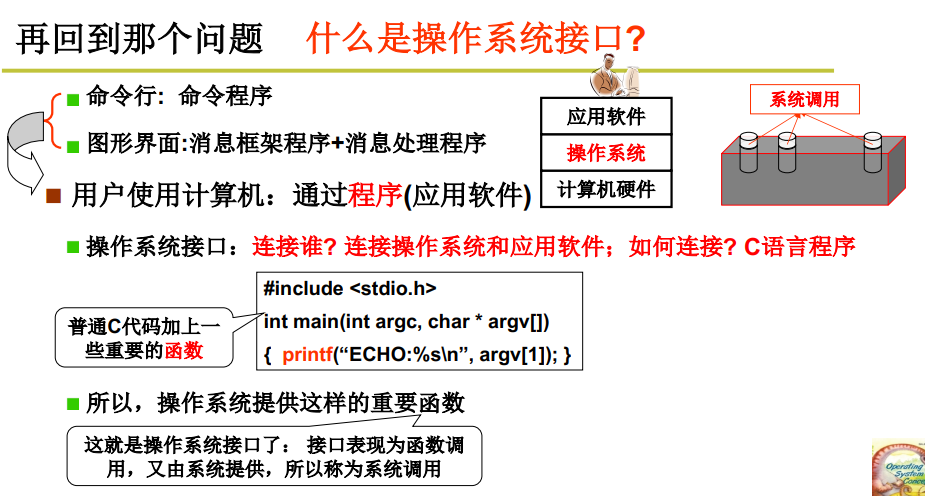 再回到那个问题 什么是操作系统接口?
命令行: 命令程序
图形界面:消息框架程序+消息处理程序
应用软件
操作系统
计算机硬件
系统调用
用户使用计算机：通过程序(应用软件)
操作系统接口：连接谁? 连接操作系统和应用软件；如何连接? C语言程序
#include <stdio.h>
int main(int argc, char * argv[])
{ printf(“ECHO:%s\n”, argv[1]); }
普通C代码加上一
些重要的函数
所以，操作系统提供这样的重要函数
这就是操作系统接口了： 接口表现为函数调
用，又由系统提供，所以称为系统调用
Operating
System